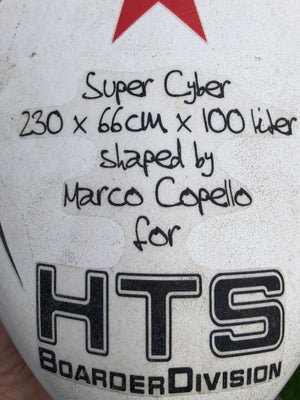 Super Cyber
230 x 66cm x 100 liter
shaped by
Marco Copello
for
HTS
BOARDERDIVISION